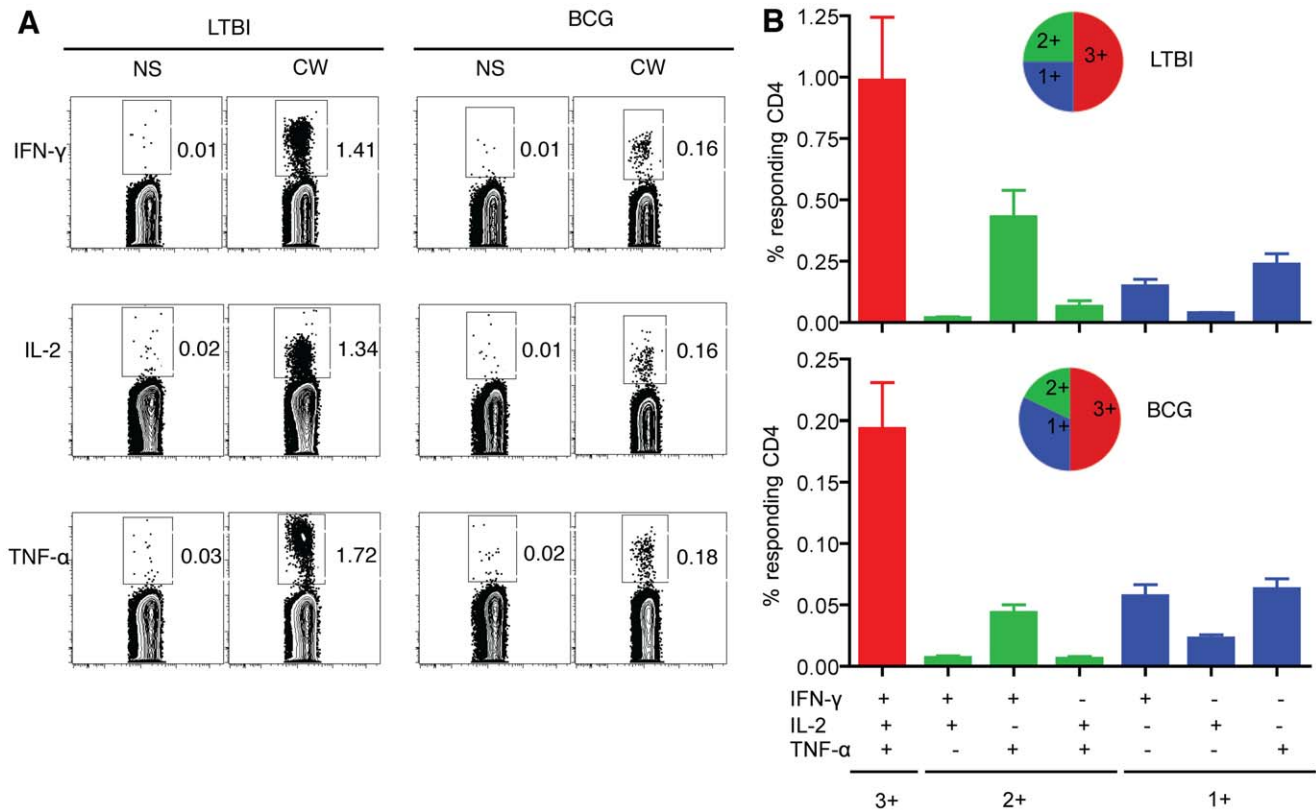 A
LTBI BCG
NS CW NS CW
IFN-γ 0.01 1.41 0.01 0.16
IL-2 0.02 1.34 0.01 0.16
TNF-α 0.03 1.72 0.02 0.18
B
% responding CD4
1.25
1.00
0.75
0.50
0.25
0.00
2+ 3+
1+
LTBI
% responding CD4
0.25
0.20
0.15
0.10
0.05
0.00
2+ 3+
1+
BCG
IFN-γ + + + - + - -
IL-2 + + - + - + -
TNF-α + - + + - - +
3+ 2+ 1+